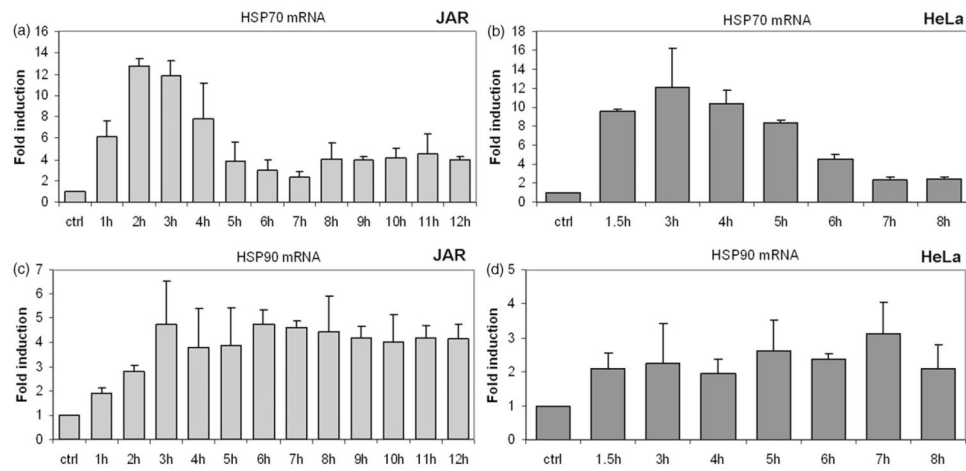 (a) HSP70 mRNA JAR
Fold induction
16
14
12
10
8
6
4
2
0
ctrl 1h 2h 3h 4h 5h 6h 7h 8h 9h 10h 11h 12h
(b) HSP70 mRNA HeLa
Fold induction
18
16
14
12
10
8
6
4
2
0
ctrl 1.5h 3h 4h 5h 6h 7h 8h
(c) HSP90 mRNA JAR
Fold induction
7
6
5
4
3
2
1
0
ctrl 1h 2h 3h 4h 5h 6h 7h 8h 9h 10h 11h 12h
(d) HSP90 mRNA HeLa
Fold induction
5
4
3
2
1
0
ctrl 1.5h 3h 4h 5h 6h 7h 8h